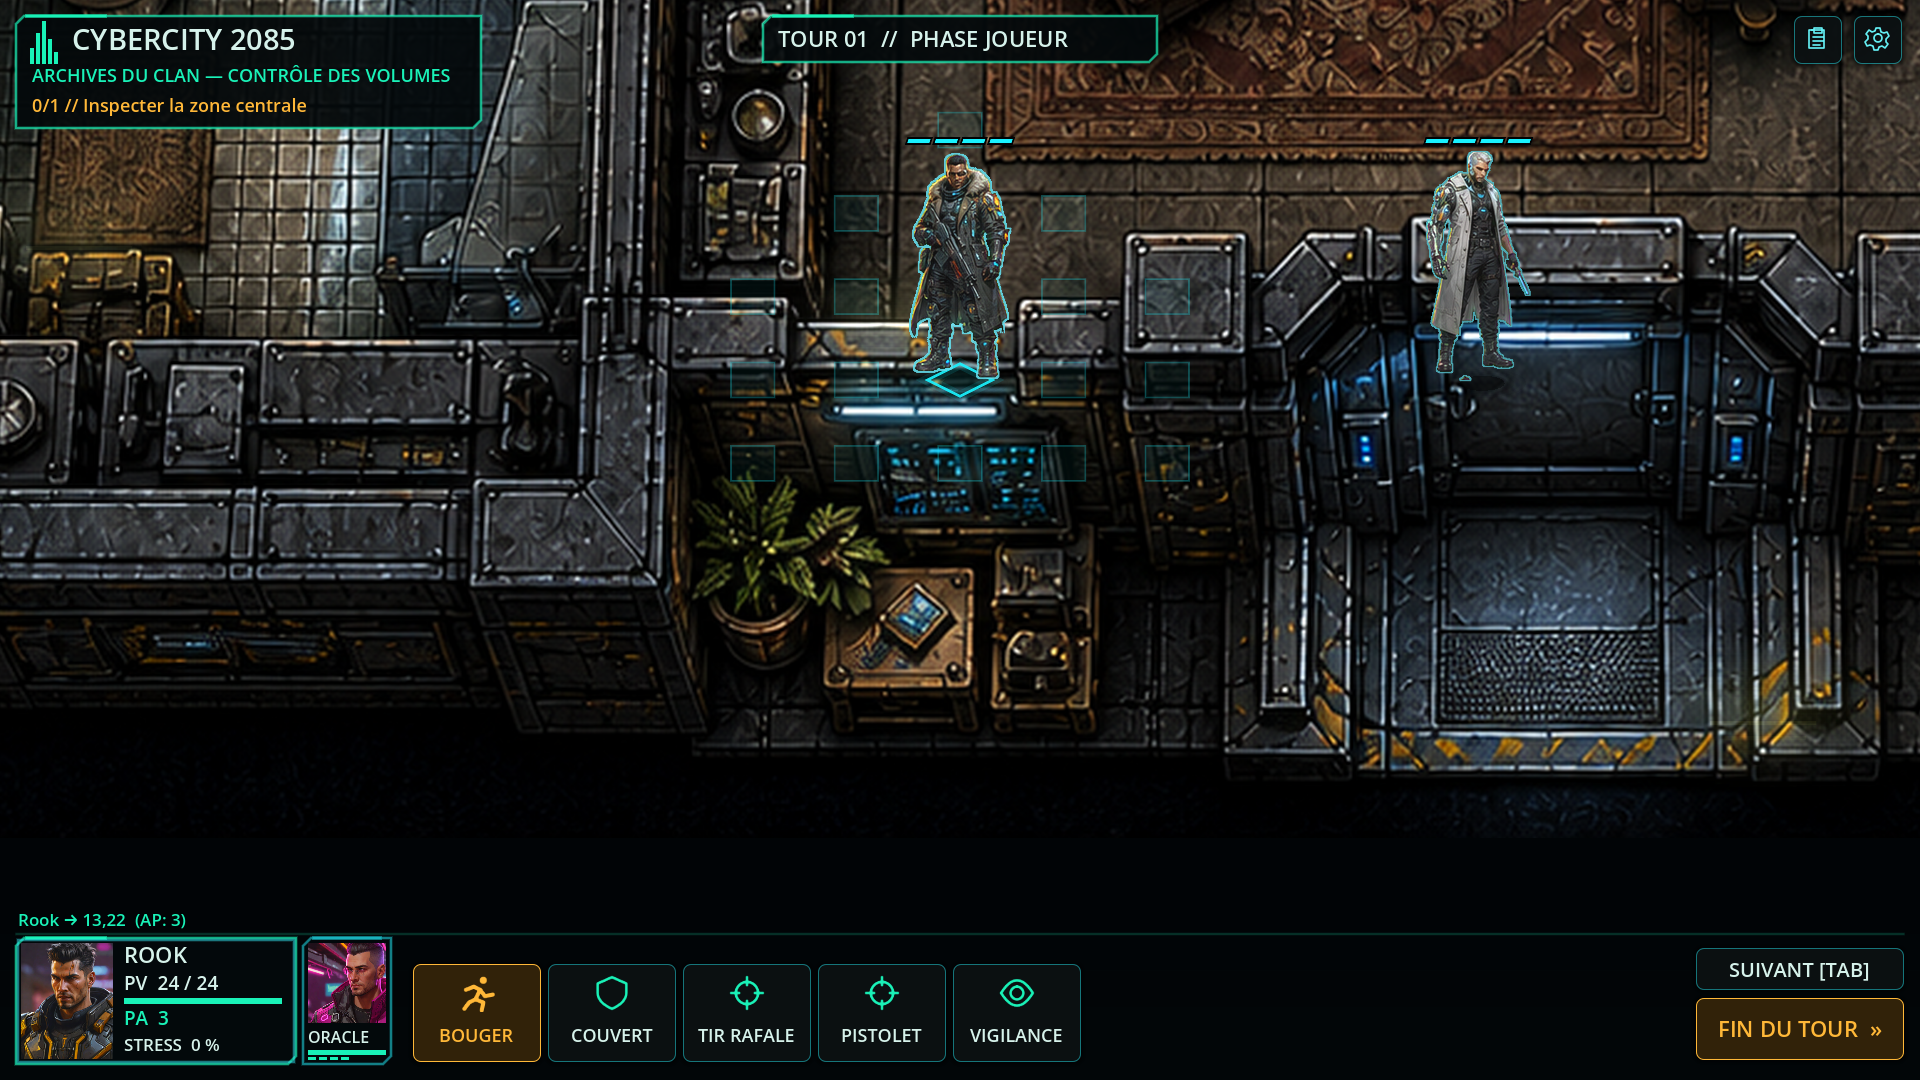 CYBERCITY 2085
ARCHIVES DU CLAN — CONTRÔLE DES VOLUMES
0/1 // Inspecter la zone centrale
TOUR 01 // PHASE JOUEUR
Rook → 13,22 (AP: 3)
ROOK
PV 24 / 24
PA 3
STRESS 0 %
ORACLE
BOUGER
COUVERT
TIR RAFALE
PISTOLET
VIGILANCE
SUIVANT [TAB]
FIN DU TOUR »